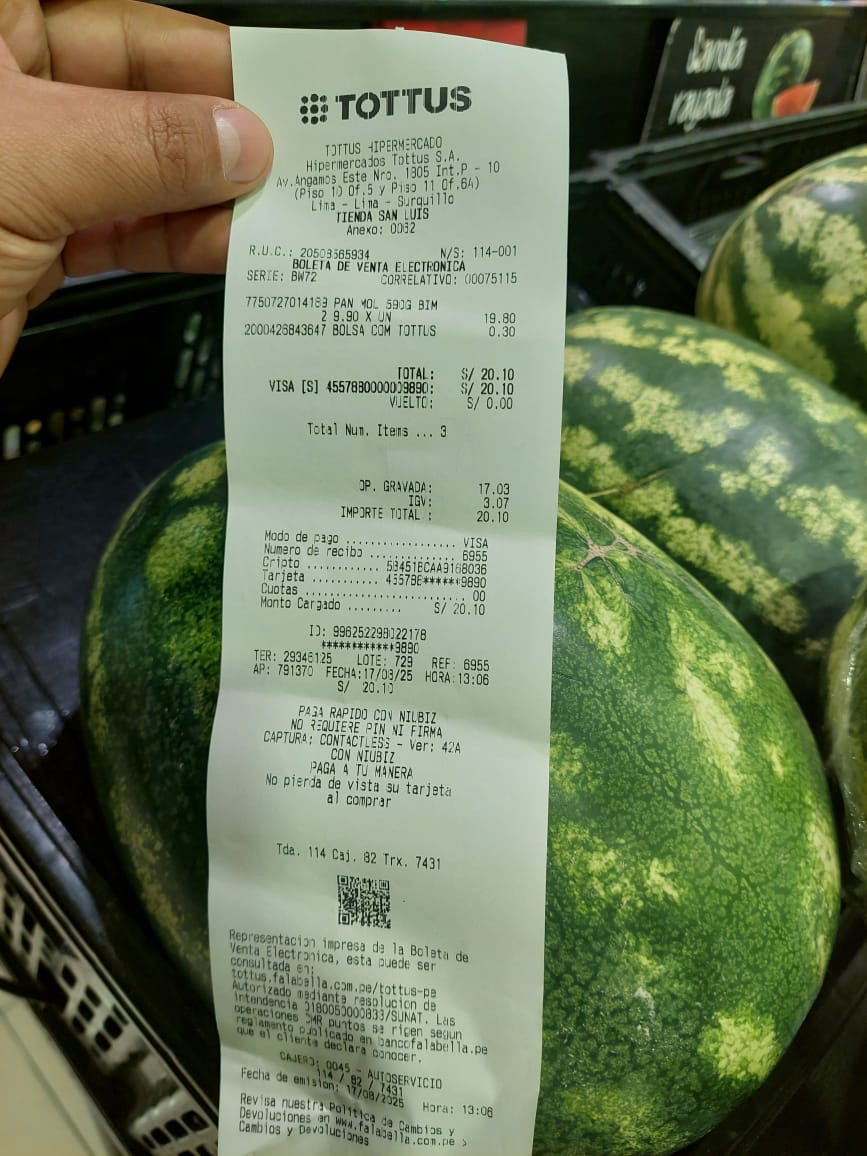 TOTTUS
TOTTUS HIPERMERCADO
Hipermercados Tottus S.A.
Av.Angamos Este Nro. 1805 Int.P - 10
(Piso 10 Of.5 y Piso 11 Of.64)
Lima - Lima - Surquillo
TIENDA SAN LUIS
Anexo: 0082
R.U.C.: 20508565934 N/S: 114-001
BOLETA DE VENTA ELECTRONICA
SERIE: BW72 CORRELATIVO: 00075115
7750727014189 PAN MOL 590G BIM
2 9.90 X UN 19.80
2000426843647 BOLSA COM TOTTUS 0.30
TOTAL: S/ 20.10
VISA [S] 4557880000009890: S/ 20.10
VUELTO: S/ 0.00
Total Num. Items ... 3
OP. GRAVADA: 17.03
IGV: 3.07
IMPORTE TOTAL : 20.10
Modo de pago .................. VISA
Numero de recibo .............. 6955
Cripto ............
Tarjeta ........... 455788******9890
Cuotas .......................... 00
Monto Cargado ......... S/ 20.10
ID: 996252298022178
************9890
TER: 29348125 LOTE: 729 REF: 6955
AP: 791370 FECHA:17/08/25 HORA:13:06
S/ 20.10
PAGA RAPIDO CON NIUBIZ
NO REQUIERE PIN NI FIRMA
CAPTURA: CONTACTLESS - Ver: 42A
CON NIUBIZ
PAGA A TU MANERA
No pierda de vista su tarjeta
al comprar
Tda. 114 Caj. 82 Trx. 7431
Representacion impresa de la Boleta de
Venta Electronica, esta puede ser
consultada en:
tottus.falabella.com.pe/tottus-pe
Autorizado mediante resolucion de
intendencia 0180050000833/SUNAT. Las
operaciones CMR puntos se rigen segun
reglamento publicado en bancofalabella.pe
que el cliente declara conocer.
CAJERO: 0045 - AUTOSERVICIO
114 / 82 / 7431
Fecha de emision: 17/08/2025 Hora: 13:06
Revisa nuestra Politica de Cambios y
Devoluciones en www.falabella.com.pe >
Cambios y Devoluciones
Sandía
rayada